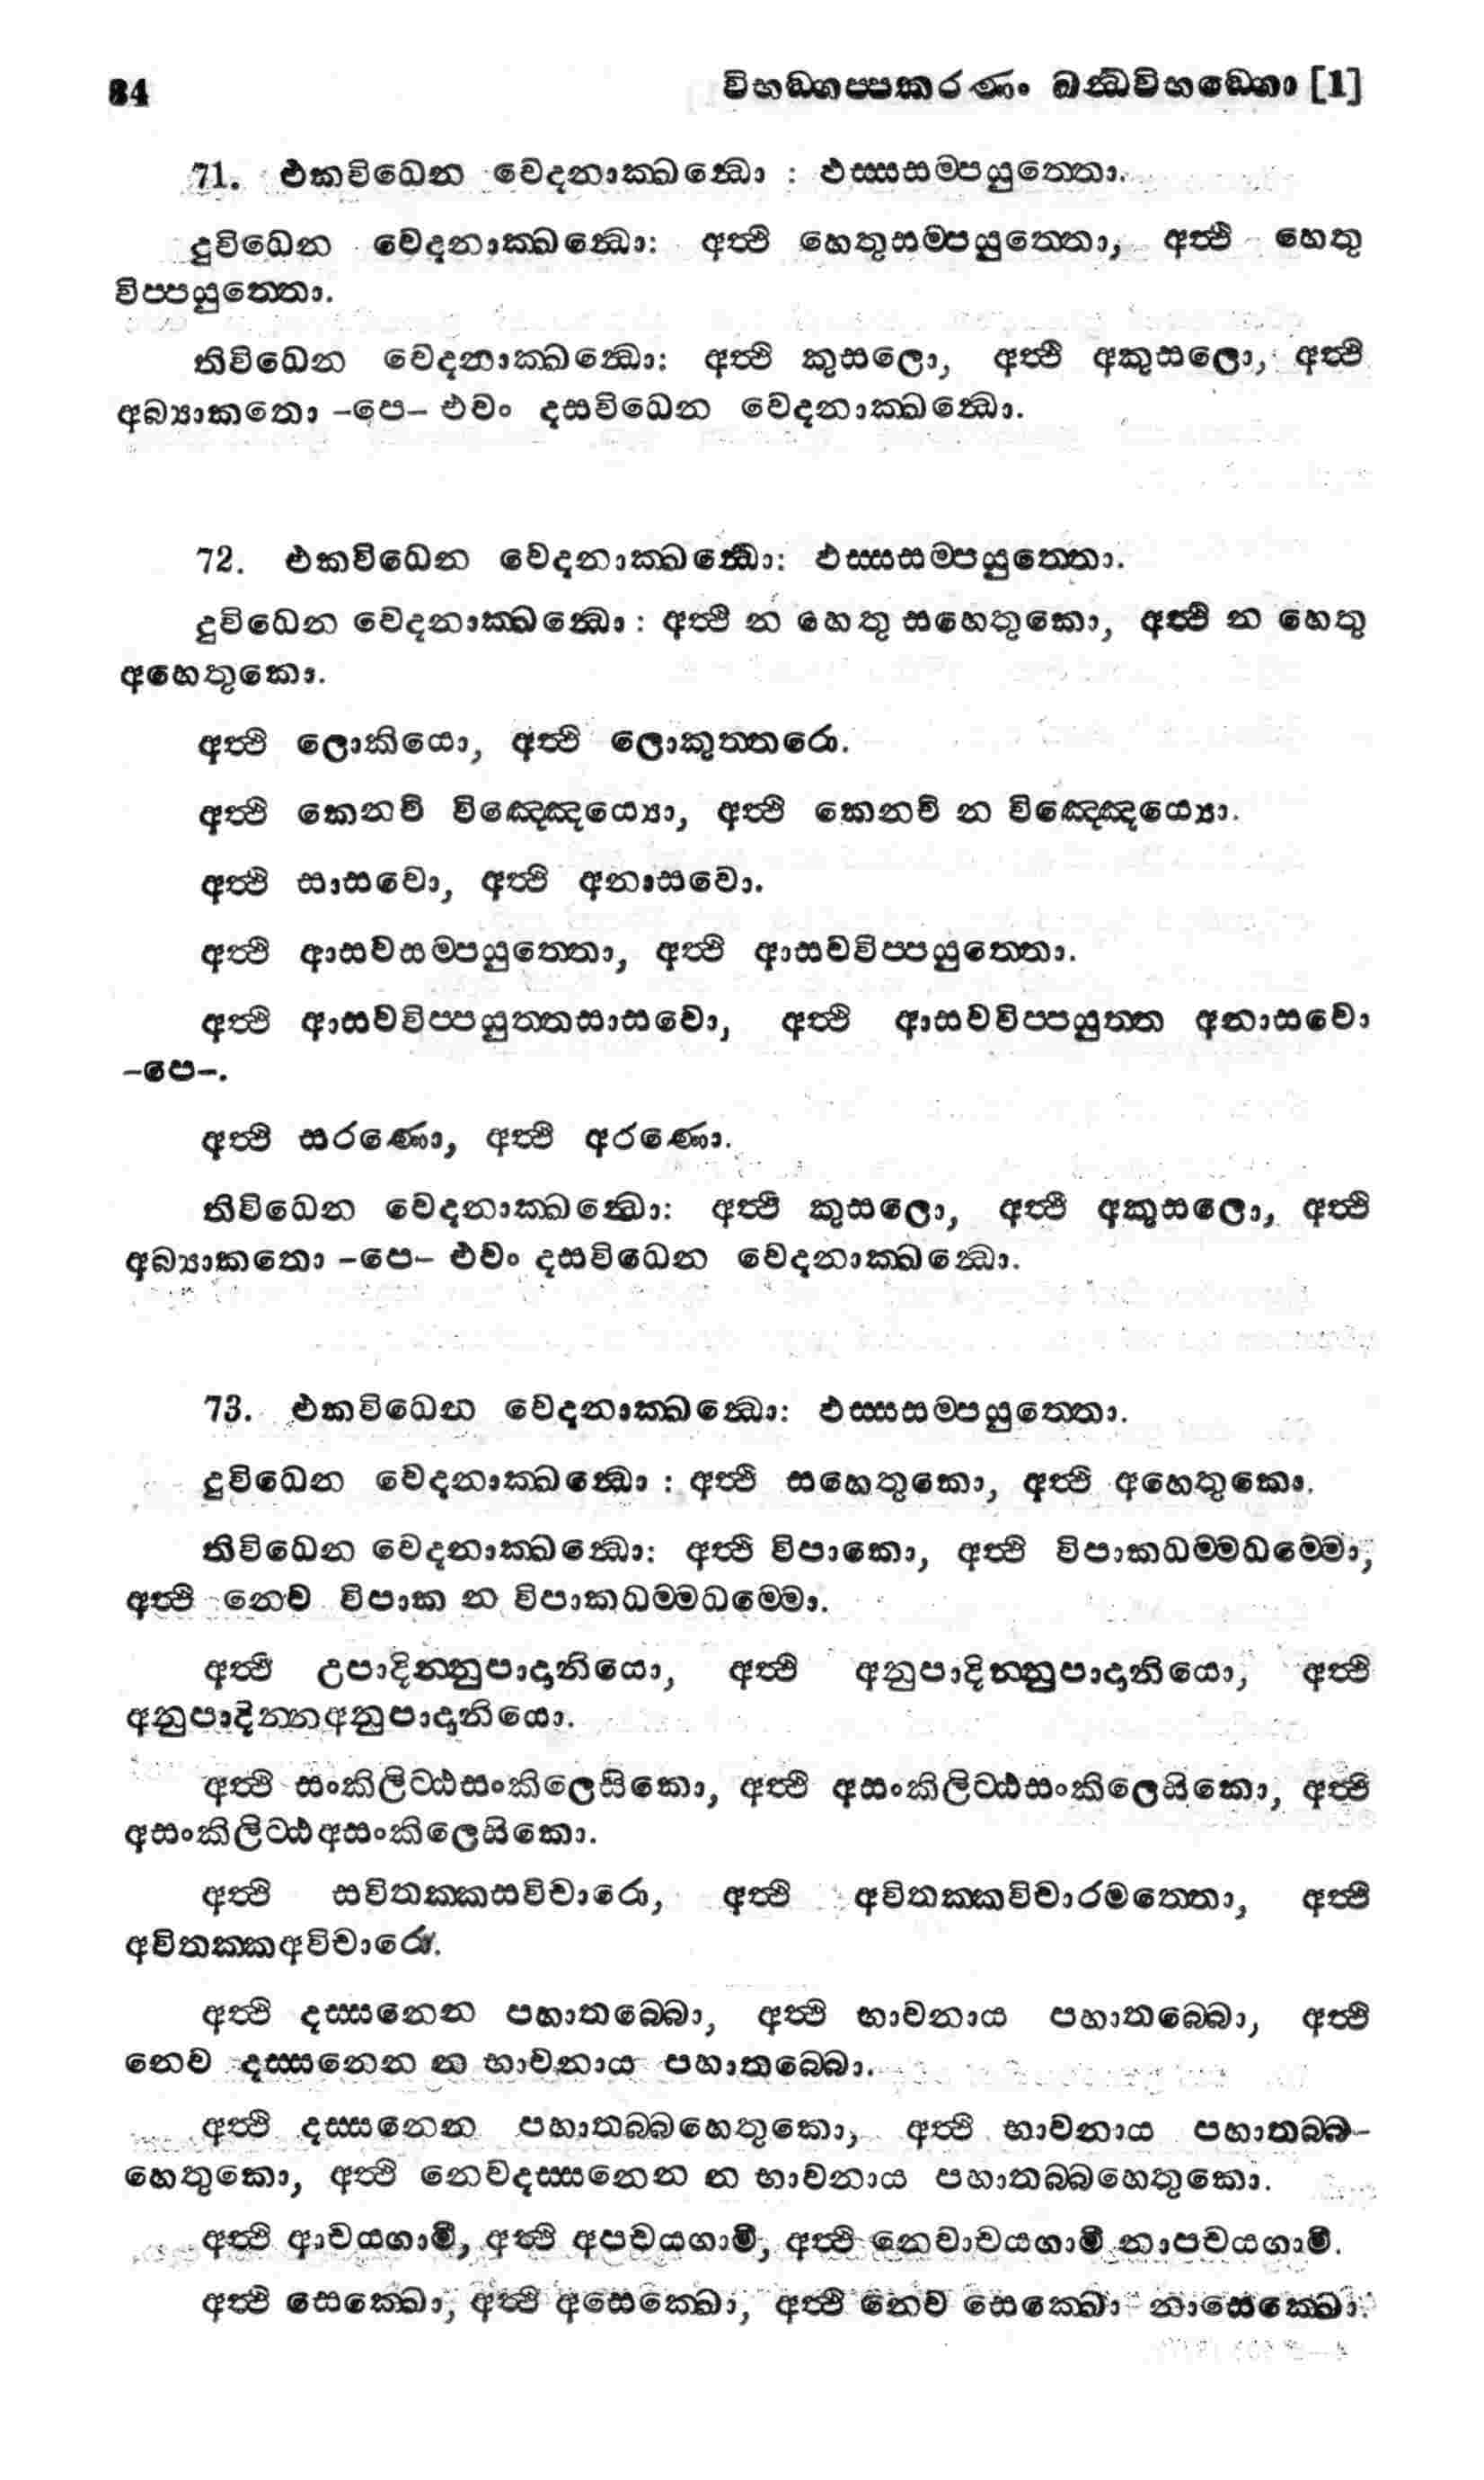 84
විභඞ්ගප්පකරණං ඛන්ධවිභඞ්ගො [1]
71. එකවිධෙන වෙදනාක්ඛන්ධො : ඵස්සසම්පයුත්තො.
දුවිධෙන වෙදනාක්ඛන්ධො: අත්ථි හෙතුසම්පයුත්තො, අත්ථි හෙතු
විප්පයුත්තො.
තිවිධෙන වෙදනාක්ඛන්ධො: අත්ථි කුසලො, අත්ථි අකුසලො, අත්ථි
අබ්‍යාකතො –පෙ– එවං දසවිධෙන වෙදනාක්ඛන්ධො.
72. එකවිධෙන වෙදනාක්ඛන්ධො: ඵස්සසම්පයුත්තො.
දුවිධෙන වෙදනාක්ඛන්ධො : අත්ථි න හෙතු සහෙතුකො, අත්ථි න හෙතු
අහෙතුකො.
අත්ථි ලොකියො, අත්ථි ලොකුත්තරො.
අත්ථි කෙනචි විඤ්ඤෙය්‍යො, අත්ථි කෙනචි න විඤ්ඤෙය්‍යො.
අත්ථි සාසවො, අත්ථි අනාසවො.
අත්ථි ආසවසම්පයුත්තො, අත්ථි ආසවවිප්පයුත්තො.
අත්ථි ආසවවිප්පයුත්තසාසවො, අත්ථි ආසවවිප්පයුත්ත අනාසවො
–පෙ–.
අත්ථි සරණො, අත්ථි අරණො.
තිවිධෙන වෙදනාක්ඛන්ධො: අත්ථි කුසලො, අත්ථි අකුසලො, අත්ථි
අබ්‍යාකතො –පෙ– එවං දසවිධෙන වෙදනාක්ඛන්ධො.
73. එකවිධෙන වෙදනාක්ඛන්ධො: ඵස්සසම්පයුත්තො.
දුවිධෙන වෙදනාක්ඛන්ධො : අත්ථි සහෙතුකො, අත්ථි අහෙතුකො.
තිවිධෙන වෙදනාක්ඛන්ධො: අත්ථි විපාකො, අත්ථි විපාකධම්මධම්මො,
අත්ථි නෙව විපාක න විපාකධම්මධම්මො.
අත්ථි උපාදින්නුපාදානියො, අත්ථි අනුපාදින්නුපාදානියො, අත්ථි
අනුපාදින්නඅනුපාදානියො.
අත්ථි සංකිලිට්ඨසංකිලෙසිකො, අත්ථි අසංකිලිට්ඨසංකිලෙසිකො, අත්ථි
අසංකිලිට්ඨඅසංකිලෙසිකො.
අත්ථි සවිතක්කසවිචාරො, අත්ථි අවිතක්කවිචාරමත්තො, අත්ථි
අවිතක්කඅවිචාරො.
අත්ථි දස්සනෙන පහාතබ්බො, අත්ථි භාවනාය පහාතබ්බො, අත්ථි
නෙව දස්සනෙන න භාවනාය පහාතබ්බො.
අත්ථි දස්සනෙන පහාතබ්බහෙතුකො, අත්ථි භාවනාය පහාතබ්බ-
හෙතුකො, අත්ථි නෙවදස්සනෙන න භාවනාය පහාතබ්බහෙතුකො.
අත්ථි ආචයගාමී, අත්ථි අපචයගාමී, අත්ථි නෙවාචයගාමී නාපචයගාමී.
අත්ථි සෙක්ඛො, අත්ථි අසෙක්ඛො, අත්ථි නෙව සෙක්ඛො නාසෙක්ඛො.